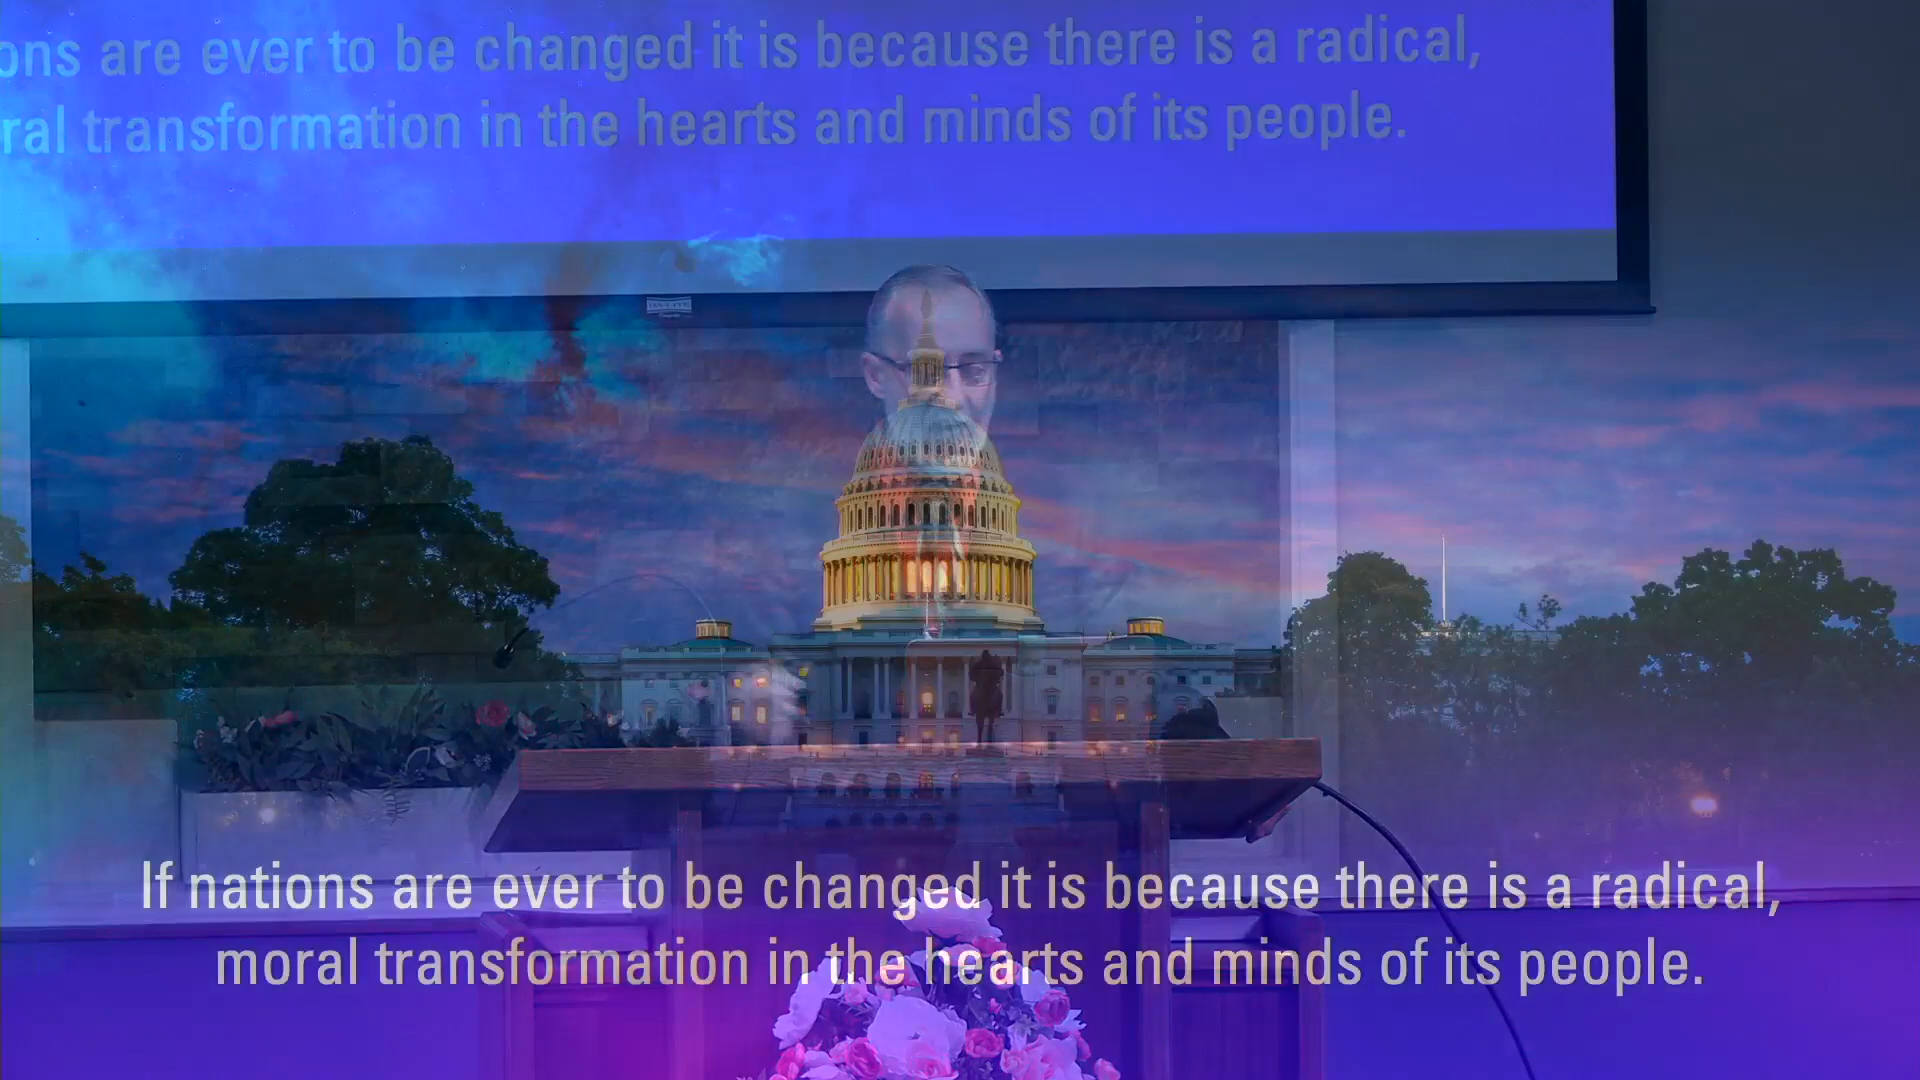 ons are ever to be changed it is because there is a radical,
ral transformation in the hearts and minds of its people.
If nations are ever to be changed it is because there is a radical,
moral transformation in the hearts and minds of its people.